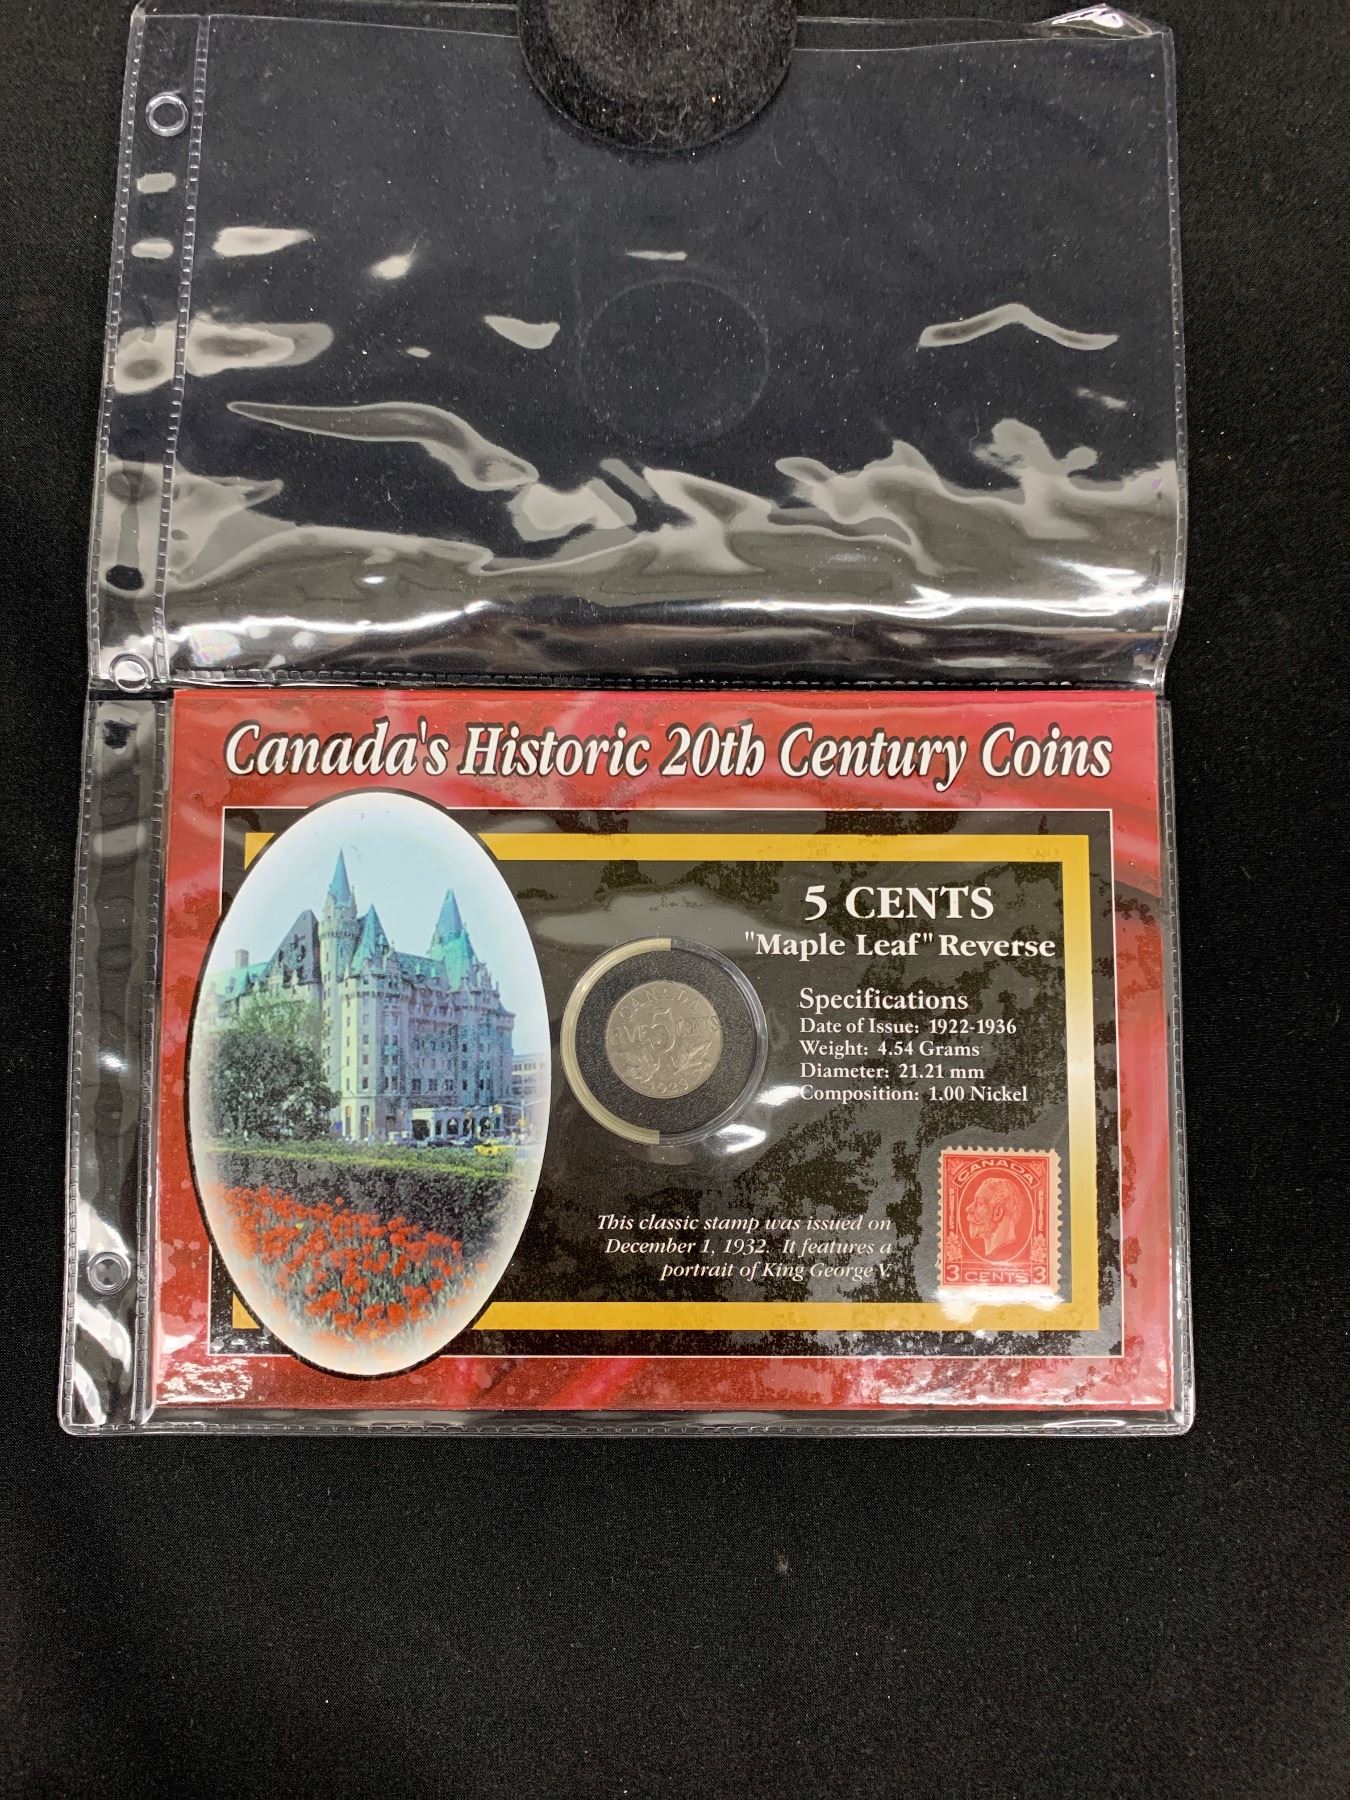 Canada's Historic 20th Century Coins
5 CENTS
"Maple Leaf" Reverse
Specifications
Date of Issue: 1922-1936
Weight: 4.54 Grams
Diameter: 21.21 mm
Composition: 1.00 Nickel
CANADA
FIVE 5 CENTS
This classic stamp was issued on
December 1, 1932. It features a
portrait of King George V.
CANADA
3 CENTS 3